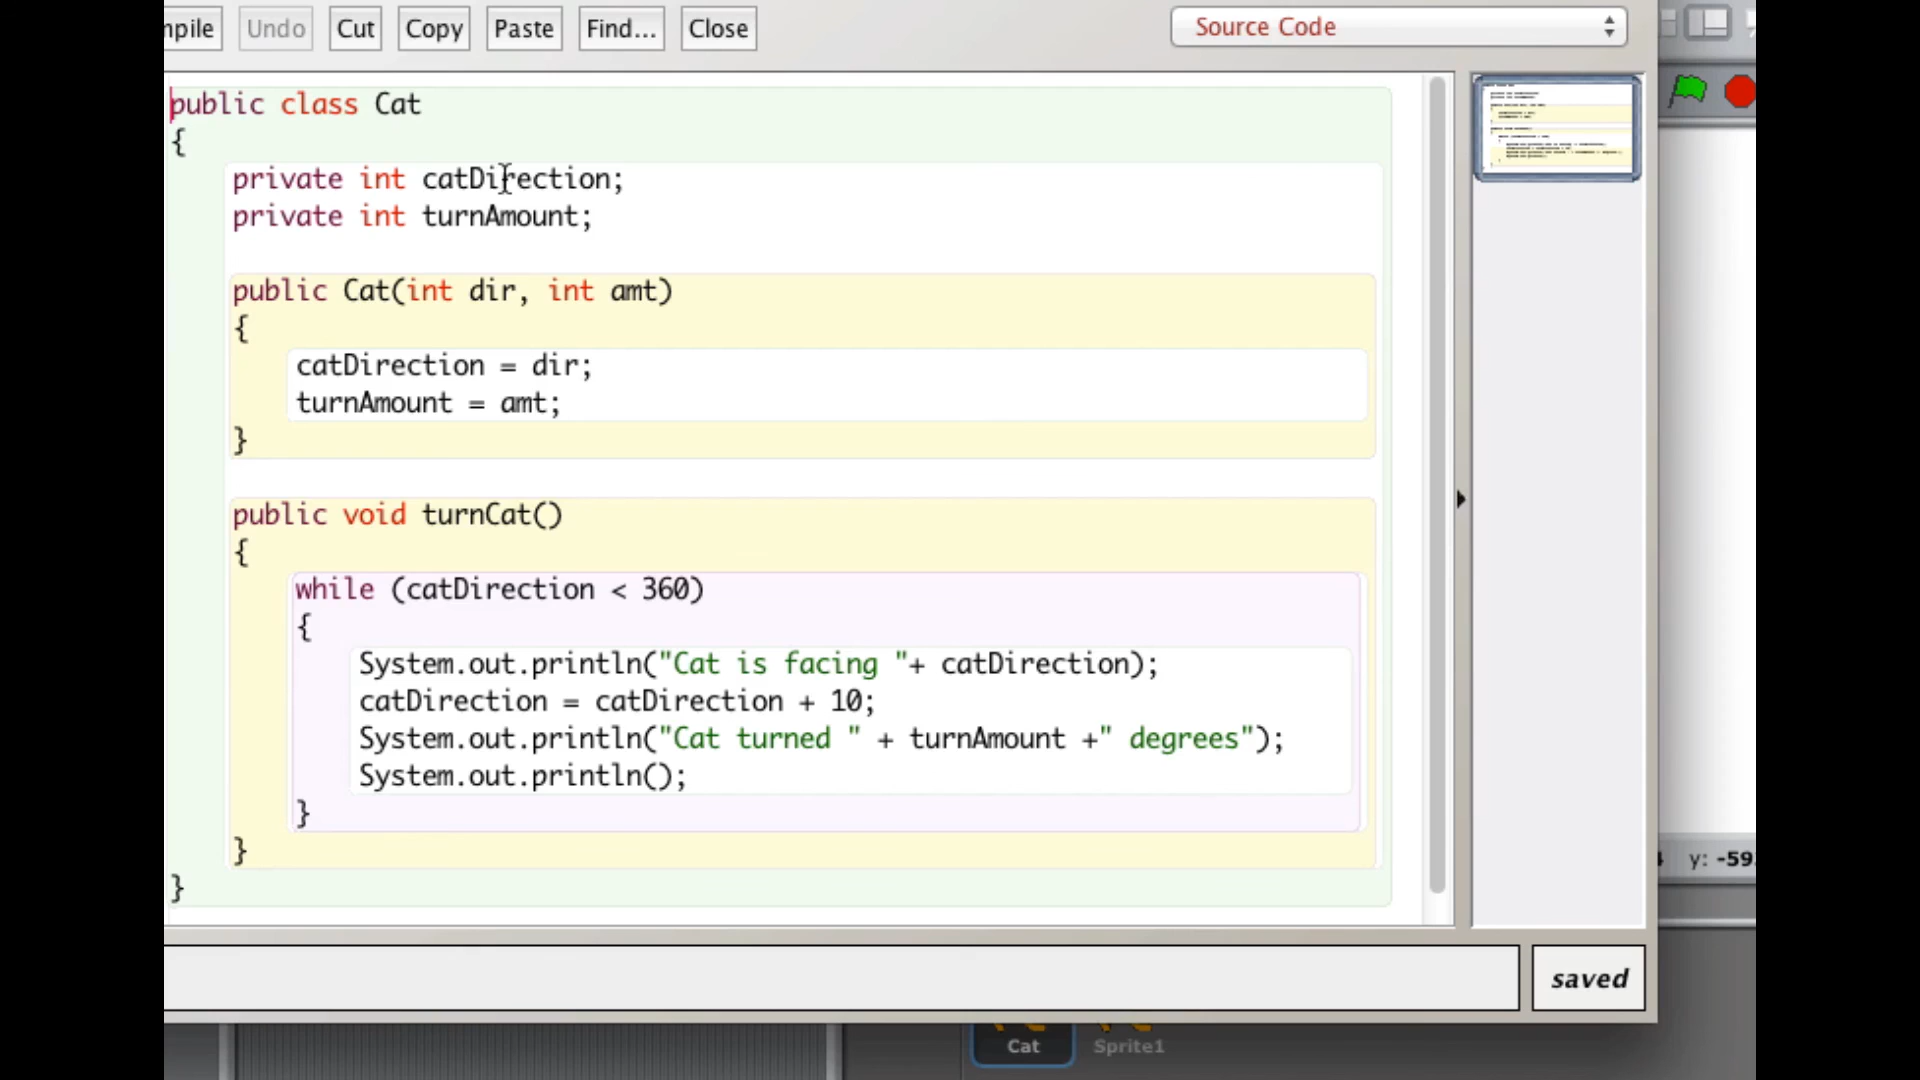 Undo Cut Copy Paste Find... Close Source Code
public class Cat
{
private int catDirection;
private int turnAmount;
public Cat(int dir, int amt)
{
catDirection = dir;
turnAmount = amt;
}
public void turnCat()
{
while (catDirection < 360)
{
System.out.println("Cat is facing "+ catDirection);
catDirection = catDirection + 10;
System.out.println("Cat turned " + turnAmount +" degrees");
System.out.println();
}
}
}
y: -59
saved
Cat Sprite1